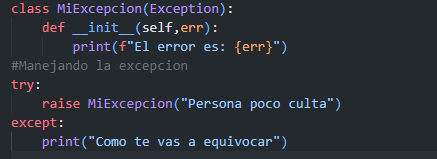 class MiExcepcion(Exception):
    def __init__(self,err):
        print(f"El error es: {err}")
#Manejando la excepcion
try:
    raise MiExcepcion("Persona poco culta")
except:
    print("Como te vas a equivocar")